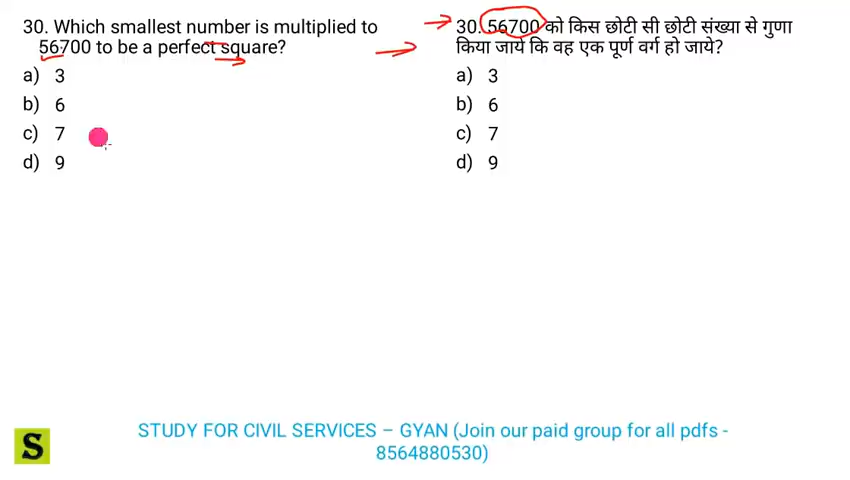 30. Which smallest number is multiplied to
56700 to be a perfect square?
a) 3
b) 6
c) 7
d) 9
30. 56700 को किस छोटी सी छोटी संख्या से गुणा
किया जाये कि वह एक पूर्ण वर्ग हो जाये?
a) 3
b) 6
c) 7
d) 9
S
STUDY FOR CIVIL SERVICES – GYAN (Join our paid group for all pdfs -
8564880530)